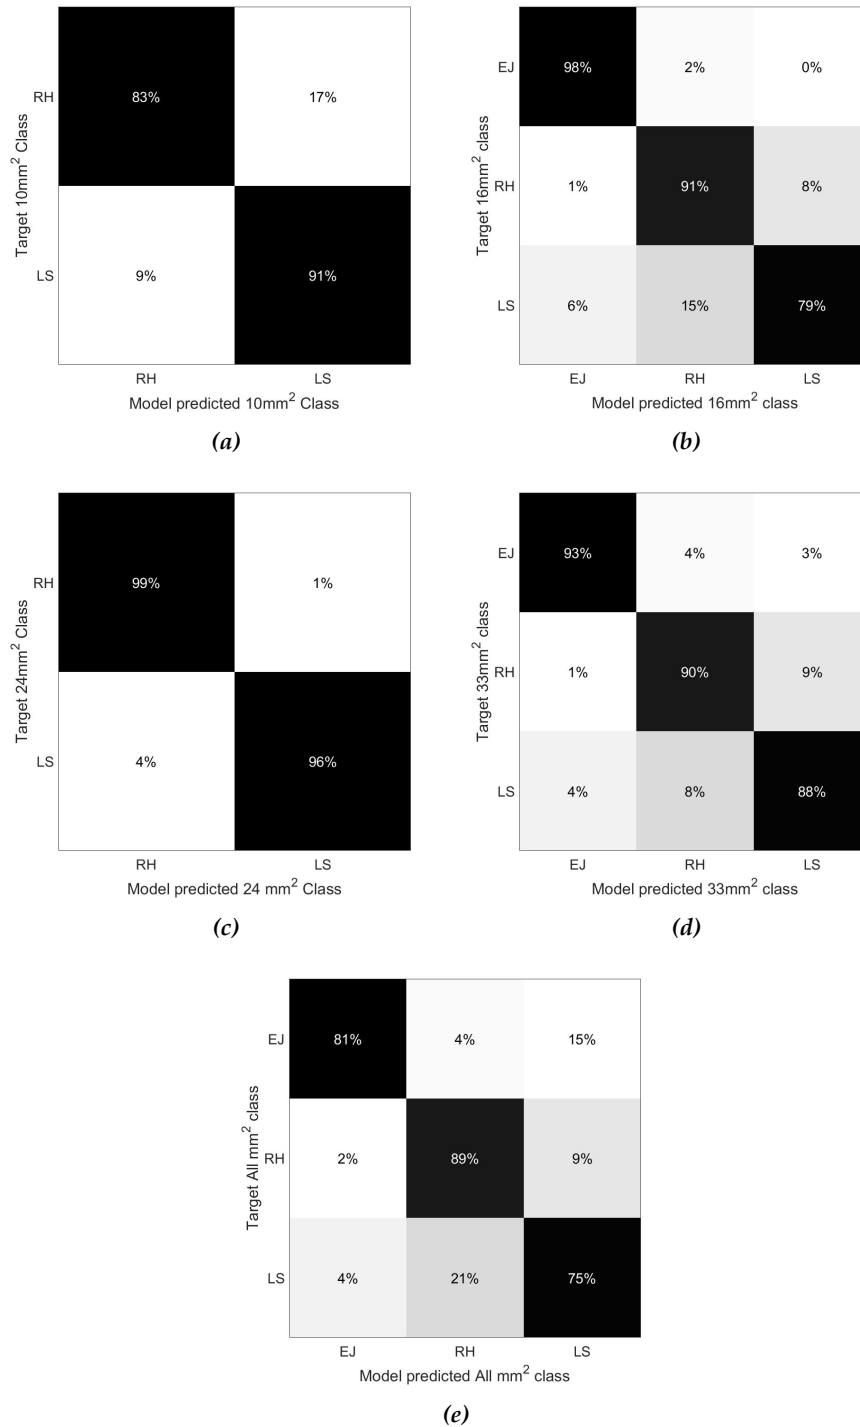 RH 83% 17%
LS 9% 91%
Target 10mm² Class
RH LS
Model predicted 10mm² Class
(a)
EJ 98% 2% 0%
RH 1% 91% 8%
LS 6% 15% 79%
Target 16mm² class
EJ RH LS
Model predicted 16mm² class
(b)
RH 99% 1%
LS 4% 96%
Target 24mm² Class
RH LS
Model predicted 24 mm² Class
(c)
EJ 93% 4% 3%
RH 1% 90% 9%
LS 4% 8% 88%
Target 33mm² class
EJ RH LS
Model predicted 33mm² class
(d)
EJ 81% 4% 15%
RH 2% 89% 9%
LS 4% 21% 75%
Target All mm² class
EJ RH LS
Model predicted All mm² class
(e)